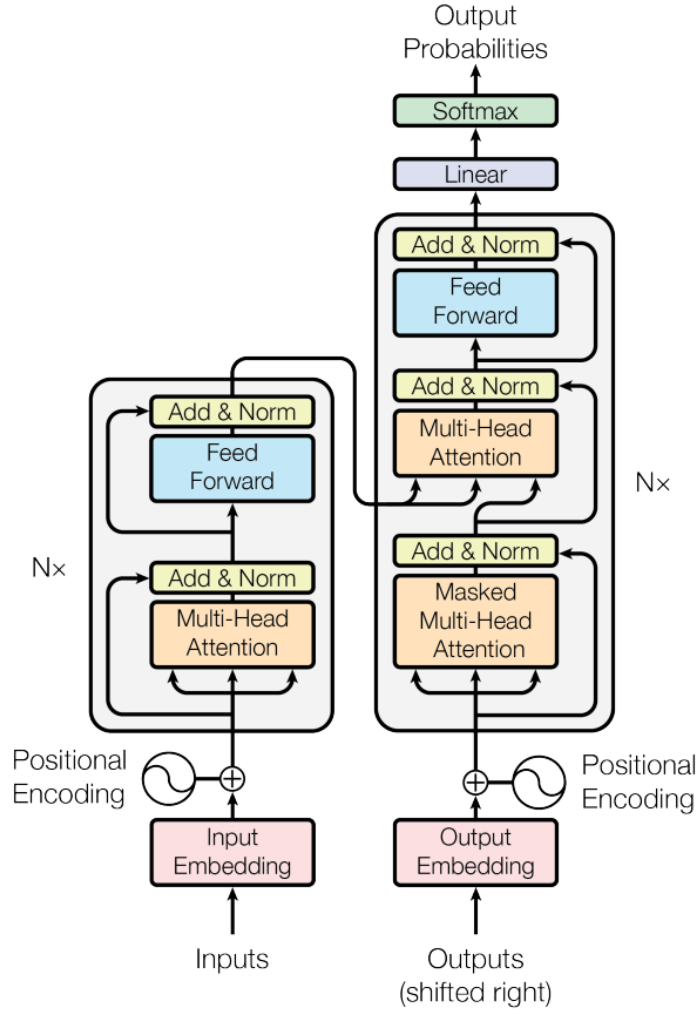 Output
Probabilities
Softmax
Linear
Add & Norm
Feed
Forward
Add & Norm
Multi-Head
Attention
Add & Norm
Masked
Multi-Head
Attention
N×
Add & Norm
Feed
Forward
Add & Norm
Multi-Head
Attention
N×
Positional
Encoding
Positional
Encoding
Input
Embedding
Output
Embedding
Inputs
Outputs
(shifted right)